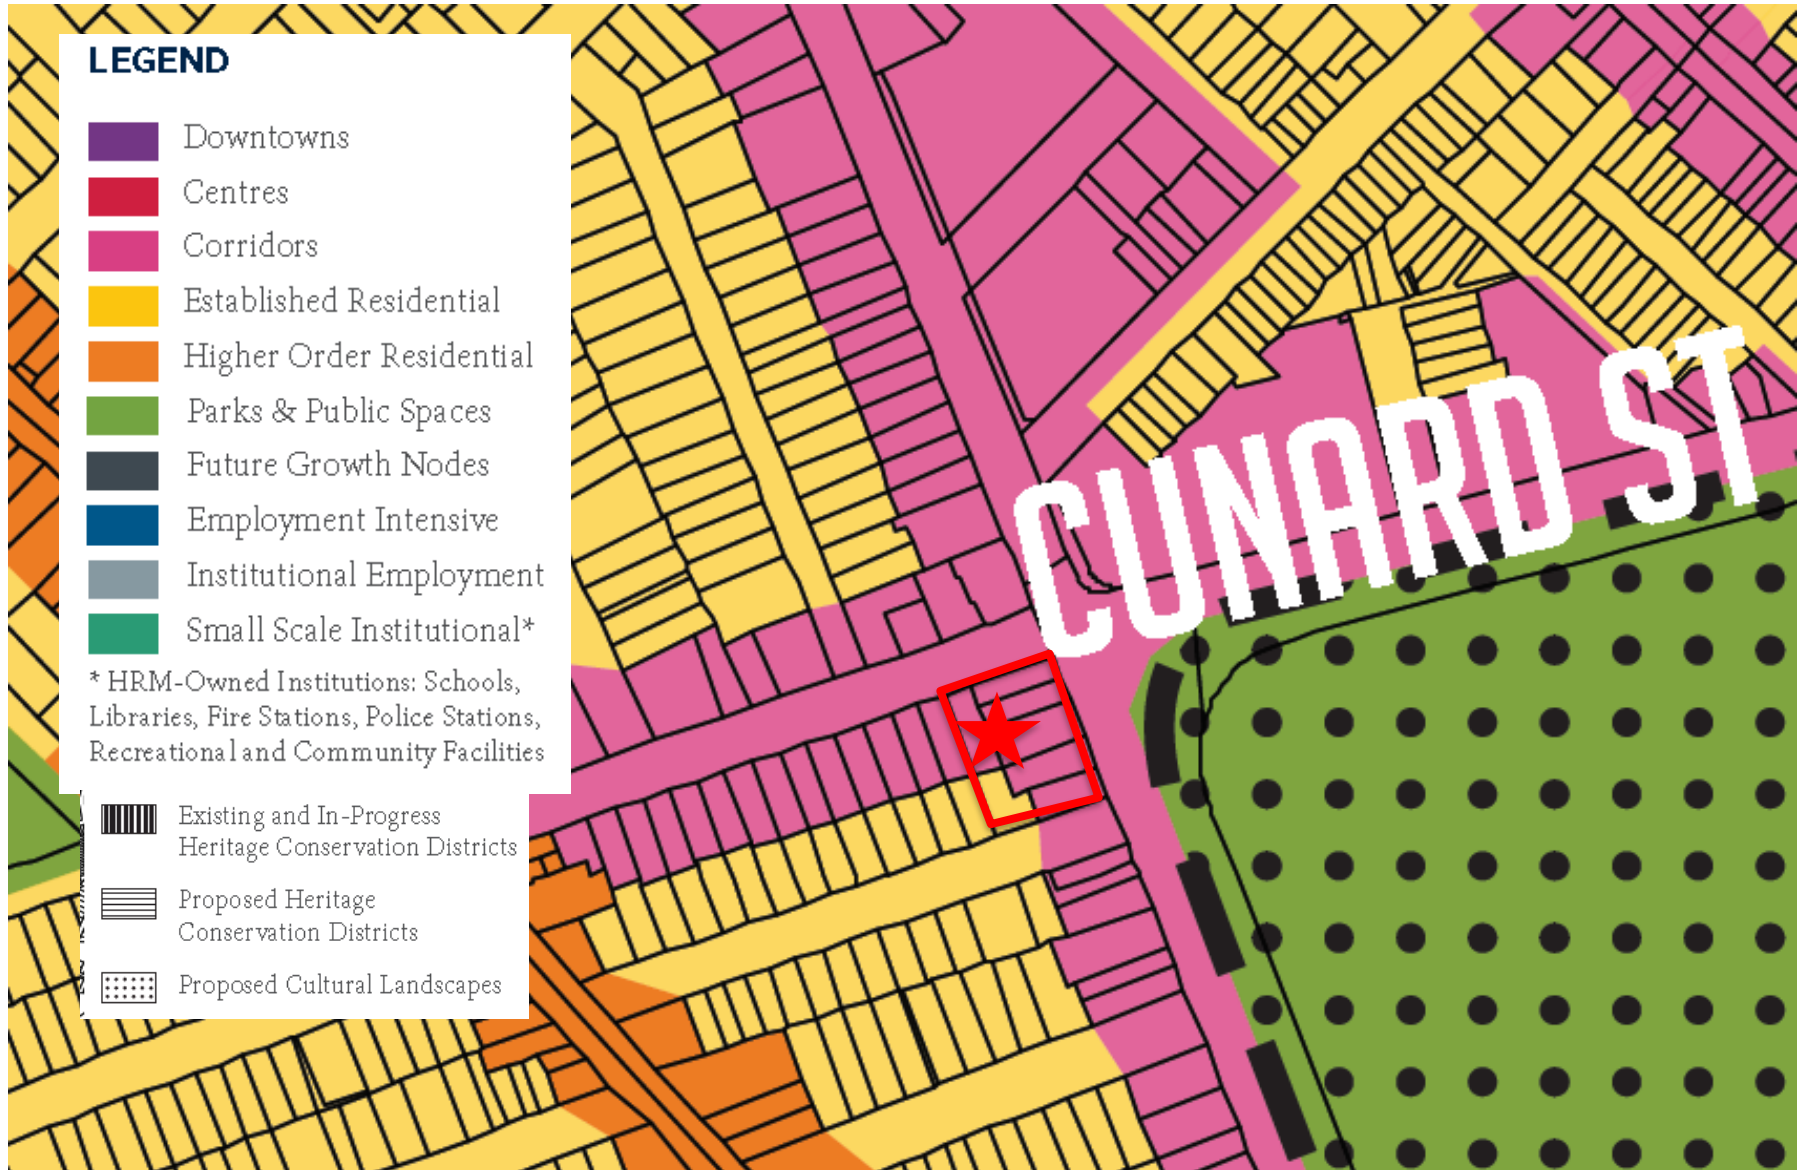 LEGEND
Downtowns
Centres
Corridors
Established Residential
Higher Order Residential
Parks & Public Spaces
Future Growth Nodes
Employment Intensive
Institutional Employment
Small Scale Institutional*
* HRM-Owned Institutions: Schools,
Libraries, Fire Stations, Police Stations,
Recreational and Community Facilities
Existing and In-Progress
Heritage Conservation Districts
Proposed Heritage
Conservation Districts
Proposed Cultural Landscapes
CUNARD ST